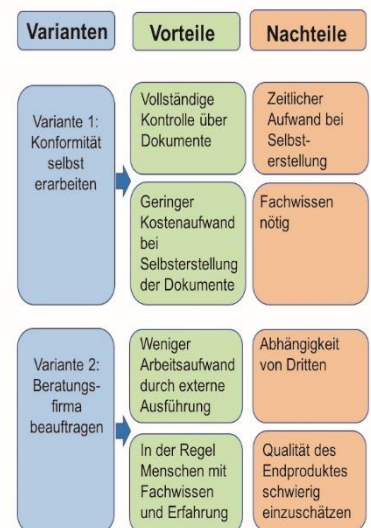 Varianten
Vorteile
Nachteile
Variante 1:
Konformität
selbst
erarbeiten
Vollständige
Kontrolle über
Dokumente
Zeitlicher
Aufwand bei
Selbst-
erstellung
Geringer
Kostenaufwand
bei
Selbsterstellung
der Dokumente
Fachwissen
nötig
Variante 2:
Beratungs-
firma
beauftragen
Weniger
Arbeitsaufwand
durch externe
Ausführung
Abhängigkeit
von Dritten
In der Regel
Menschen mit
Fachwissen
und Erfahrung
Qualität des
Endproduktes
schwierig
einzuschätzen